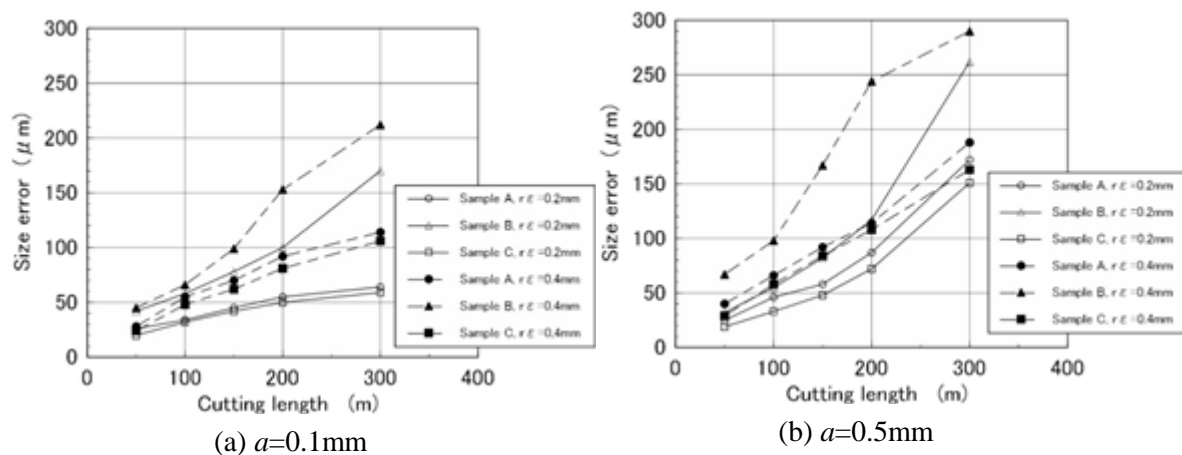 300
250
200
150
100
50
0
Size error (μm)
0 100 200 300 400
Cutting length (m)
Sample A, rε=0.2mm
Sample B, rε=0.2mm
Sample C, rε=0.2mm
Sample A, rε=0.4mm
Sample B, rε=0.4mm
Sample C, rε=0.4mm
(a) a=0.1mm
300
250
200
150
100
50
0
Size error (μm)
0 100 200 300 400
Cutting length (m)
Sample A, rε=0.2mm
Sample B, rε=0.2mm
Sample C, rε=0.2mm
Sample A, rε=0.4mm
Sample B, rε=0.4mm
Sample C, rε=0.4mm
(b) a=0.5mm